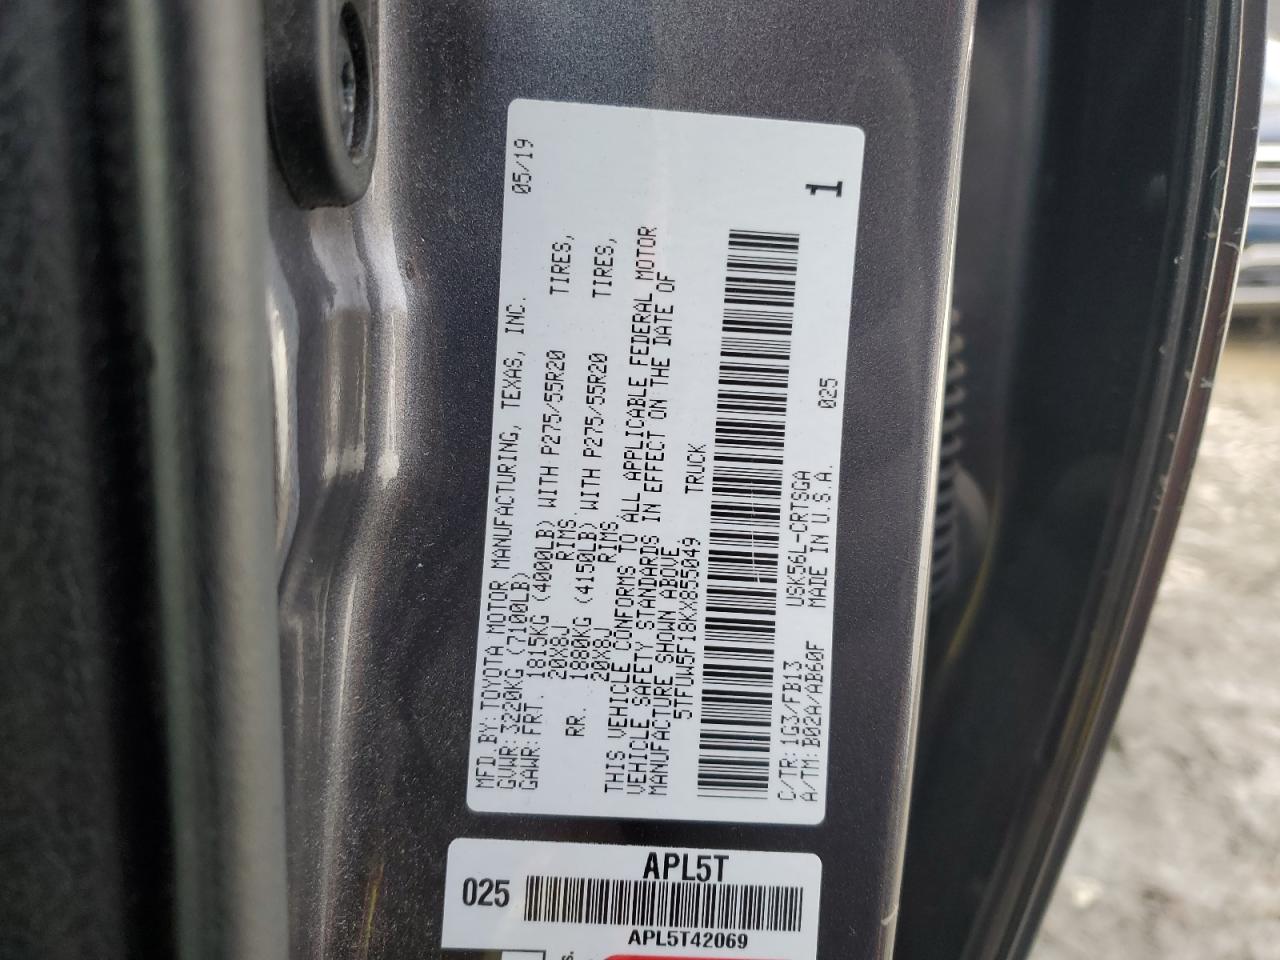 MFD.BY:TOYOTA MOTOR MANUFACTURING, TEXAS, INC. 05/19
GVWR:3220KG (7100LB)
GAWR:FRT. 1815KG (4000LB) WITH P275/55R20 TIRES,
20X8J RIMS
RR. 1880KG (4150LB) WITH P275/55R20 TIRES,
20X8J RIMS
THIS VEHICLE CONFORMS TO ALL APPLICABLE FEDERAL MOTOR
VEHICLE SAFETY STANDARDS IN EFFECT ON THE DATE OF
MANUFACTURE SHOWN ABOVE
5TFUW5F18KX855049 TRUCK
C/TR:1G3/FB13 USK56L-CRTSGA 025 1
A/TM:B02A/AB60F MADE IN U.S.A.
APL5T
025
APL5T42069
s.